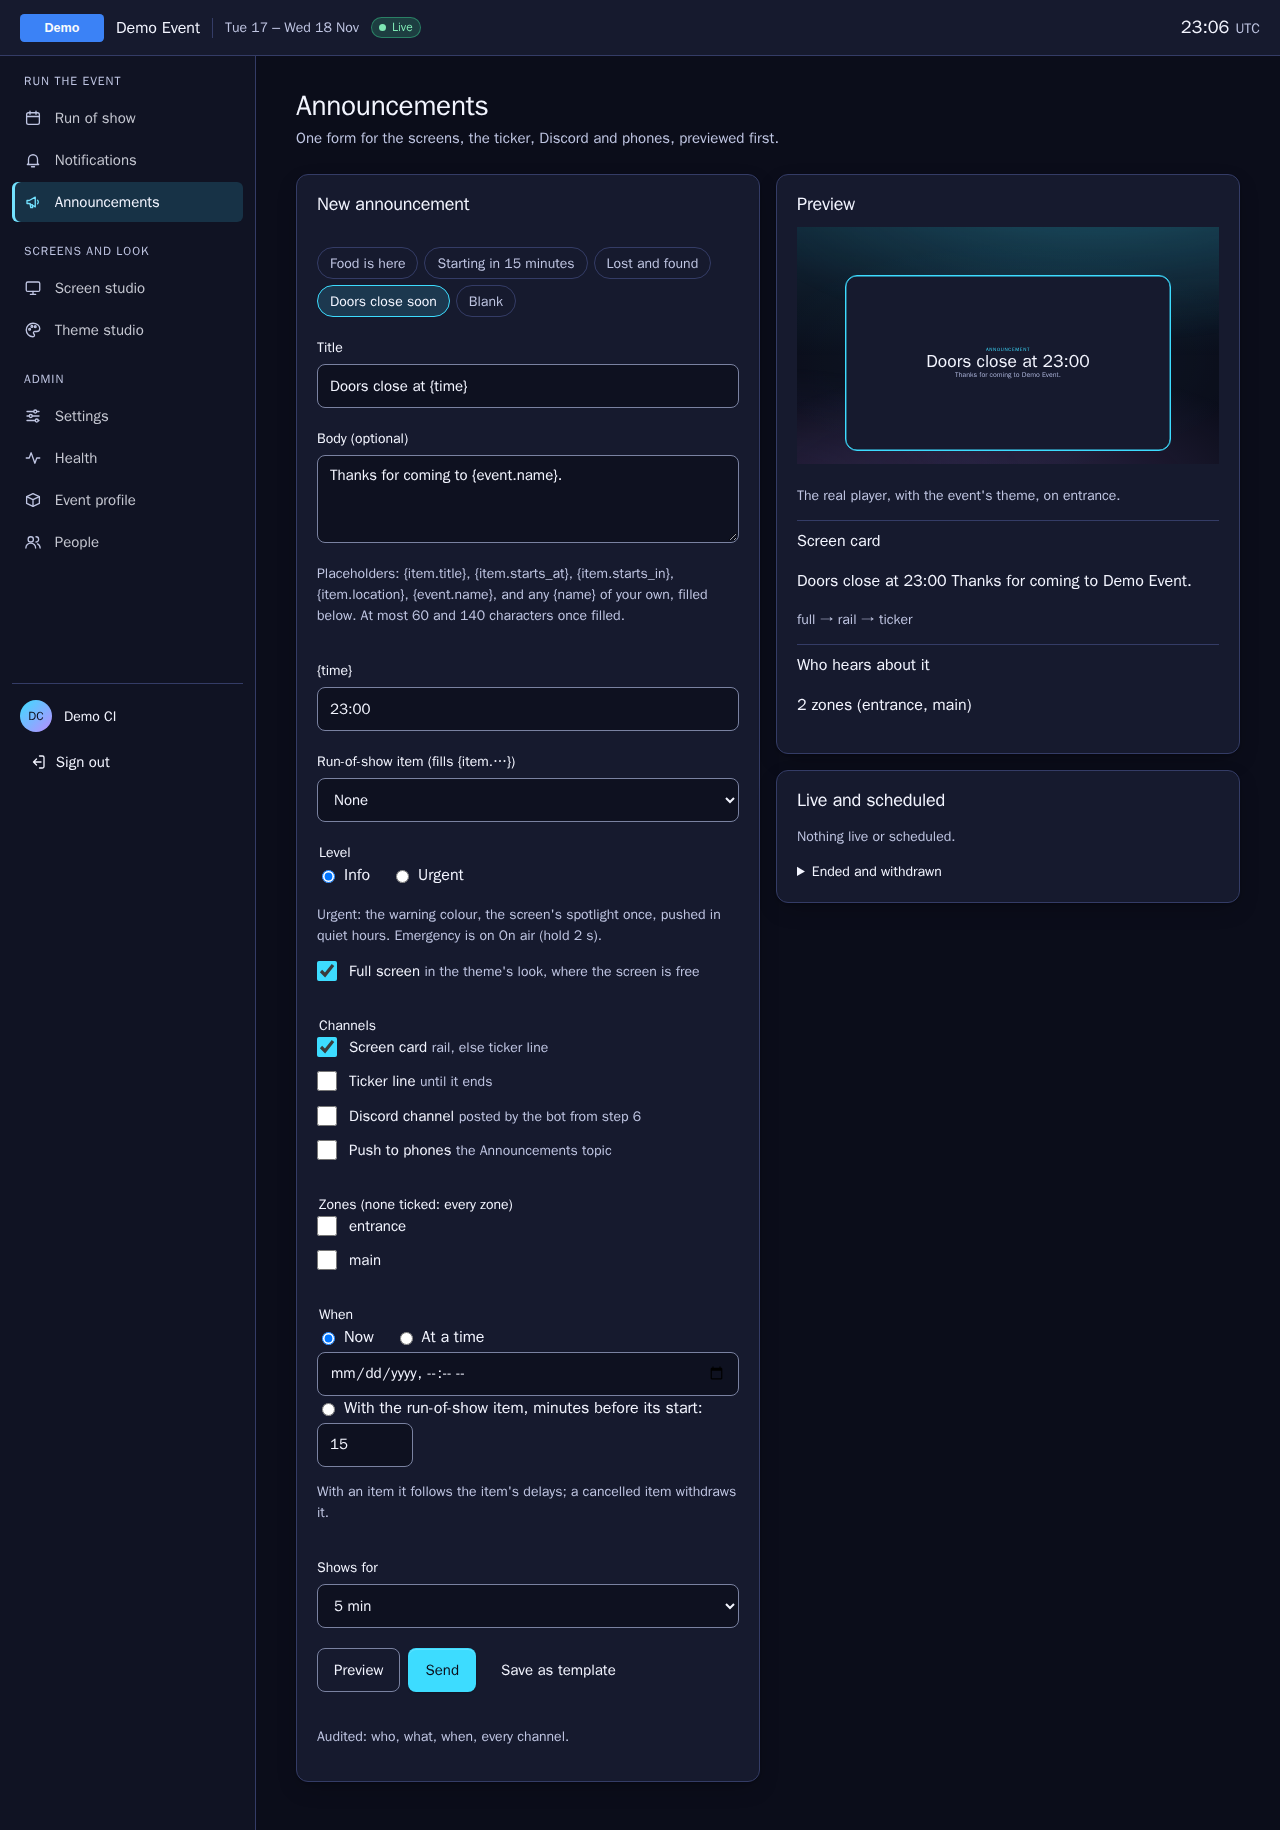 Demo
Demo Event
Tue 17 – Wed 18 Nov
Live
23:06 UTC
RUN THE EVENT
Run of show
Notifications
Announcements
SCREENS AND LOOK
Screen studio
Theme studio
ADMIN
Settings
Health
Event profile
People
DC
Demo CI
Sign out
Announcements
One form for the screens, the ticker, Discord and phones, previewed first.
New announcement
Food is here
Starting in 15 minutes
Lost and found
Doors close soon
Blank
Title
Doors close at {time}
Body (optional)
Thanks for coming to {event.name}.
Placeholders: {item.title}, {item.starts_at}, {item.starts_in},
{item.location}, {event.name}, and any {name} of your own, filled
below. At most 60 and 140 characters once filled.
{time}
23:00
Run-of-show item (fills {item.…})
None
Level
Info
Urgent
Urgent: the warning colour, the screen's spotlight once, pushed in
quiet hours. Emergency is on On air (hold 2 s).
Full screen in the theme's look, where the screen is free
Channels
Screen card rail, else ticker line
Ticker line until it ends
Discord channel posted by the bot from step 6
Push to phones the Announcements topic
Zones (none ticked: every zone)
entrance
main
When
Now
At a time
mm/dd/yyyy, --:-- --
With the run-of-show item, minutes before its start:
15
With an item it follows the item's delays; a cancelled item withdraws
it.
Shows for
5 min
Preview
Send
Save as template
Audited: who, what, when, every channel.
Preview
ANNOUNCEMENT
Doors close at 23:00
Thanks for coming to Demo Event.
The real player, with the event's theme, on entrance.
Screen card
Doors close at 23:00 Thanks for coming to Demo Event.
full → rail → ticker
Who hears about it
2 zones (entrance, main)
Live and scheduled
Nothing live or scheduled.
Ended and withdrawn